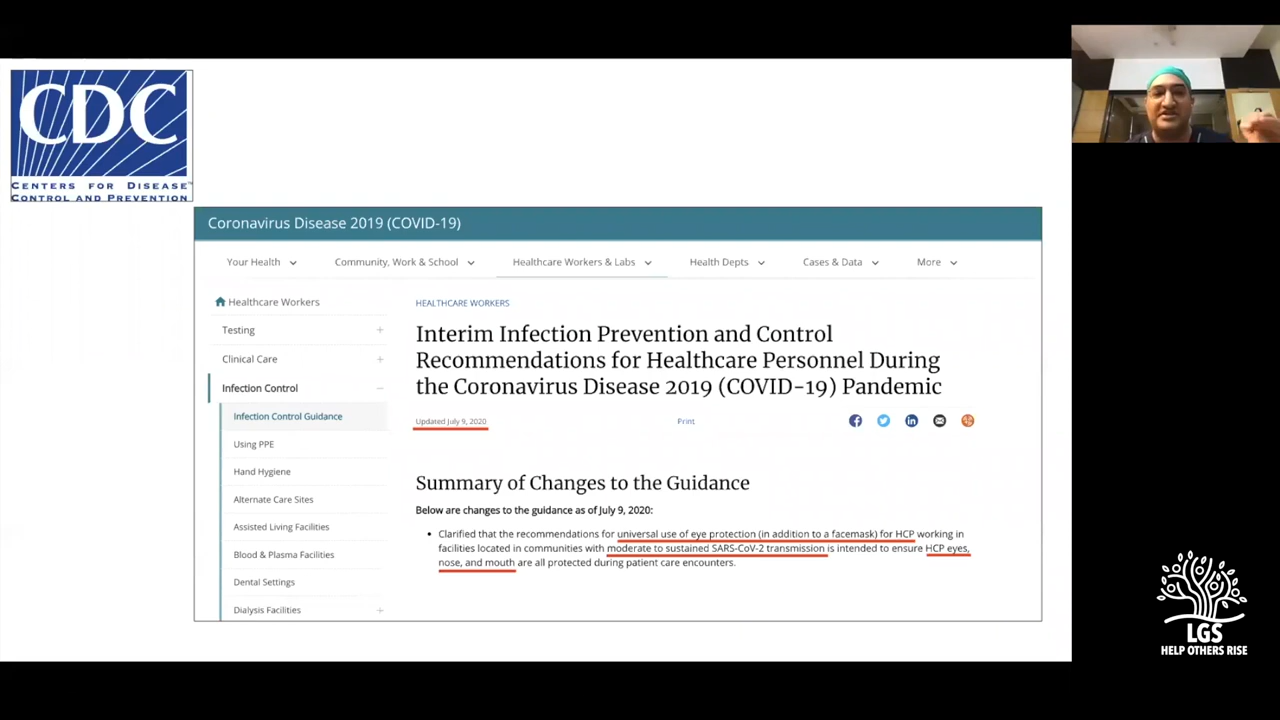 CDC
CENTERS FOR DISEASE™
CONTROL AND PREVENTION
Coronavirus Disease 2019 (COVID-19)
Your Health
Community, Work & School
Healthcare Workers & Labs
Health Depts
Cases & Data
More
Healthcare Workers
Testing
Clinical Care
Infection Control
Infection Control Guidance
Using PPE
Hand Hygiene
Alternate Care Sites
Assisted Living Facilities
Blood & Plasma Facilities
Dental Settings
Dialysis Facilities
HEALTHCARE WORKERS
Interim Infection Prevention and Control
Recommendations for Healthcare Personnel During
the Coronavirus Disease 2019 (COVID-19) Pandemic
Updated July 9, 2020
Print
Summary of Changes to the Guidance
Below are changes to the guidance as of July 9, 2020:
• Clarified that the recommendations for universal use of eye protection (in addition to a facemask) for HCP working in
facilities located in communities with moderate to sustained SARS-CoV-2 transmission is intended to ensure HCP eyes,
nose, and mouth are all protected during patient care encounters.
LGS
HELP OTHERS RISE